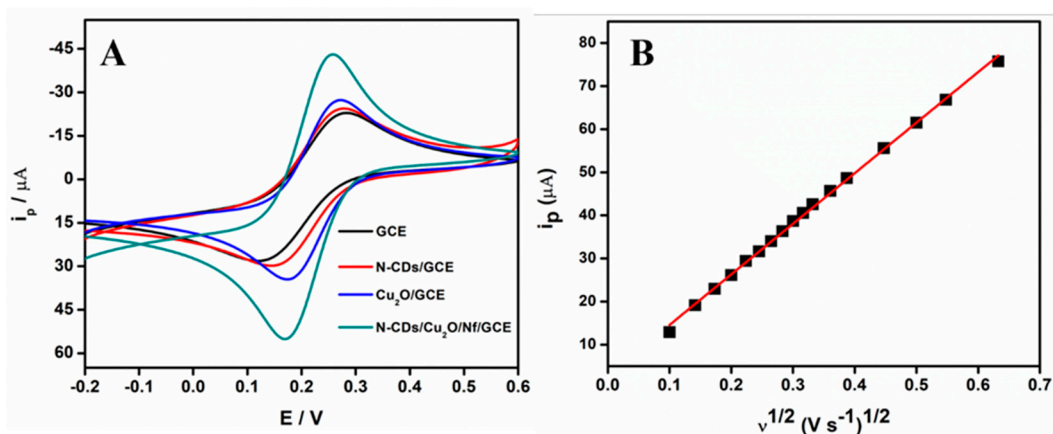 A
-45
-30
-15
0
15
30
45
60
i_p / μA
-0.2 -0.1 0.0 0.1 0.2 0.3 0.4 0.5 0.6
E / V
GCE
N-CDs/GCE
Cu₂O/GCE
N-CDs/Cu₂O/Nf/GCE
B
80
70
60
50
40
30
20
10
ip (μA)
0.0 0.1 0.2 0.3 0.4 0.5 0.6 0.7
ν^1/2 (V s⁻¹)^1/2